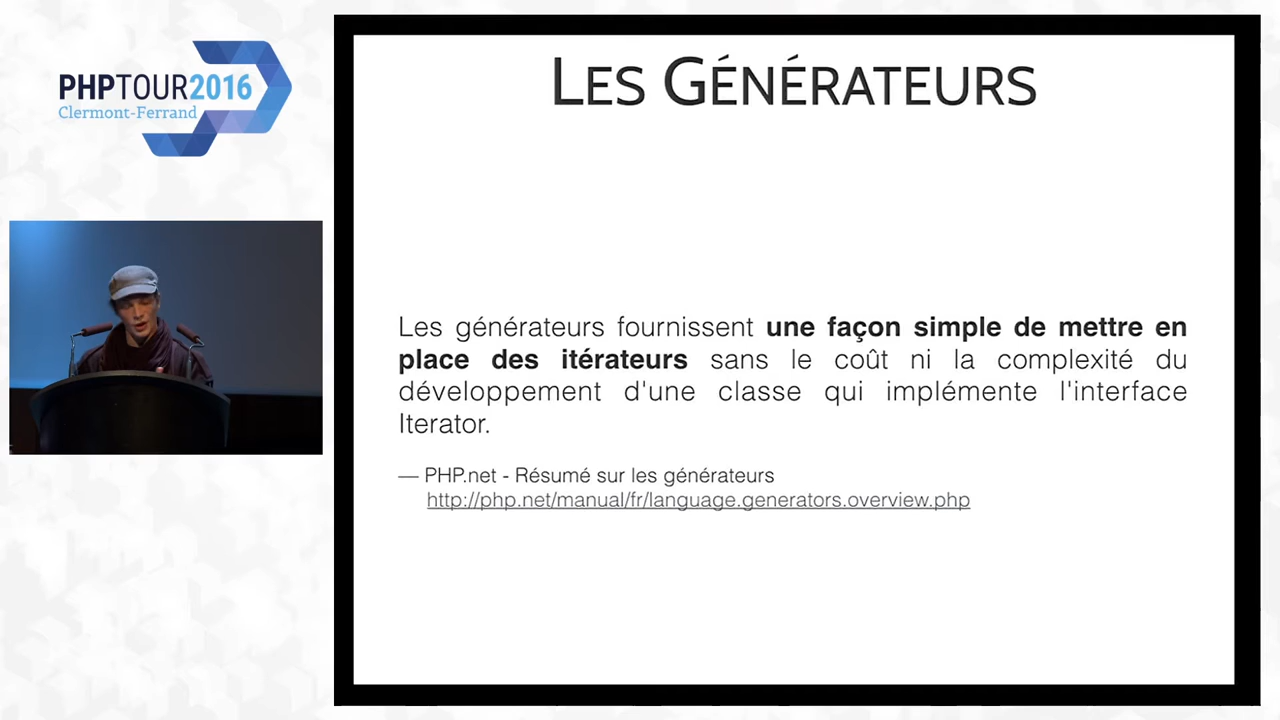 PHPTOUR2016
Clermont-Ferrand
LES GÉNÉRATEURS
Les générateurs fournissent une façon simple de mettre en
place des itérateurs sans le coût ni la complexité du
développement d'une classe qui implémente l'interface
Iterator.
— PHP.net - Résumé sur les générateurs
http://php.net/manual/fr/language.generators.overview.php